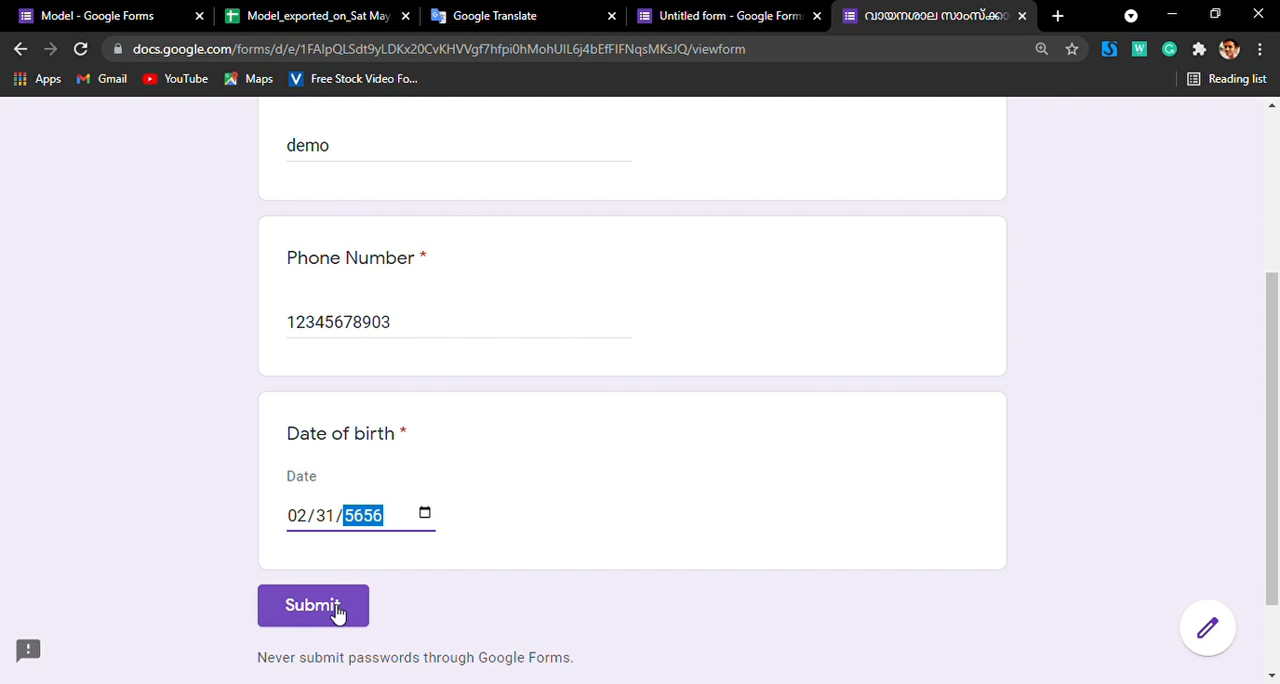 Model - Google Forms
Model_exported_on_Sat May
Google Translate
Untitled form - Google Form
വായനശാല സാംസ്ക്കാ
docs.google.com/forms/d/e/1FAIpQLSdt9yLDKx20CvKHVVgf7hfpi0hMohUIL6j4bEfFlFNqsMKsJQ/viewform
Apps
Gmail
YouTube
Maps
Free Stock Video Fo...
Reading list
demo
Phone Number *
12345678903
Date of birth *
Date
02/31/5656
Submit
Never submit passwords through Google Forms.